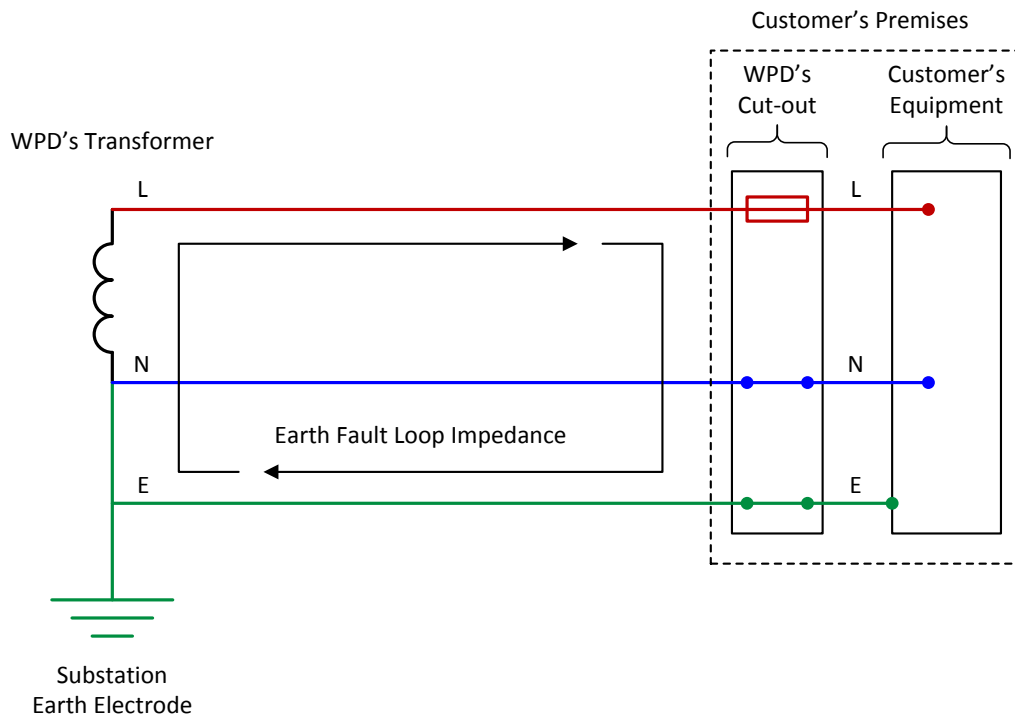 Customer’s Premises
WPD’s
Cut-out
Customer’s
Equipment
WPD’s Transformer
L
L
N
N
Earth Fault Loop Impedance
E
E
Substation
Earth Electrode